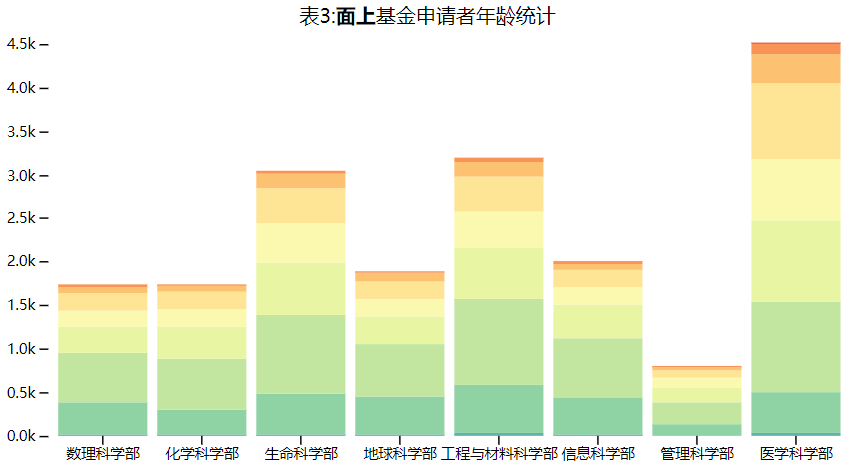 表3:面上基金申请者年龄统计
4.5k
4.0k
3.5k
3.0k
2.5k
2.0k
1.5k
1.0k
0.5k
0.0k
数理科学部 化学科学部 生命科学部 地球科学部 工程与材料科学部 信息科学部 管理科学部 医学科学部